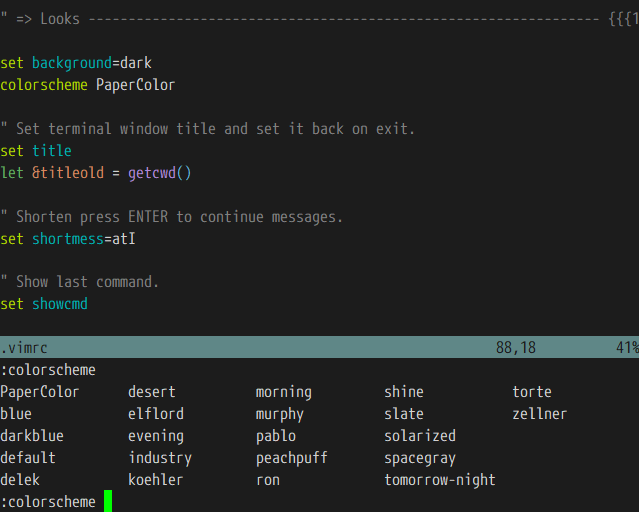 " => Looks ---------------------------------------------------------------- {{{1
set background=dark
colorscheme PaperColor
" Set terminal window title and set it back on exit.
set title
let &titleold = getcwd()
" Shorten press ENTER to continue messages.
set shortmess=atI
" Show last command.
set showcmd
.vimrc 88,18 41%
:colorscheme
PaperColor desert morning shine torte
blue elflord murphy slate zellner
darkblue evening pablo solarized
default industry peachpuff spacegray
delek koehler ron tomorrow-night
:colorscheme